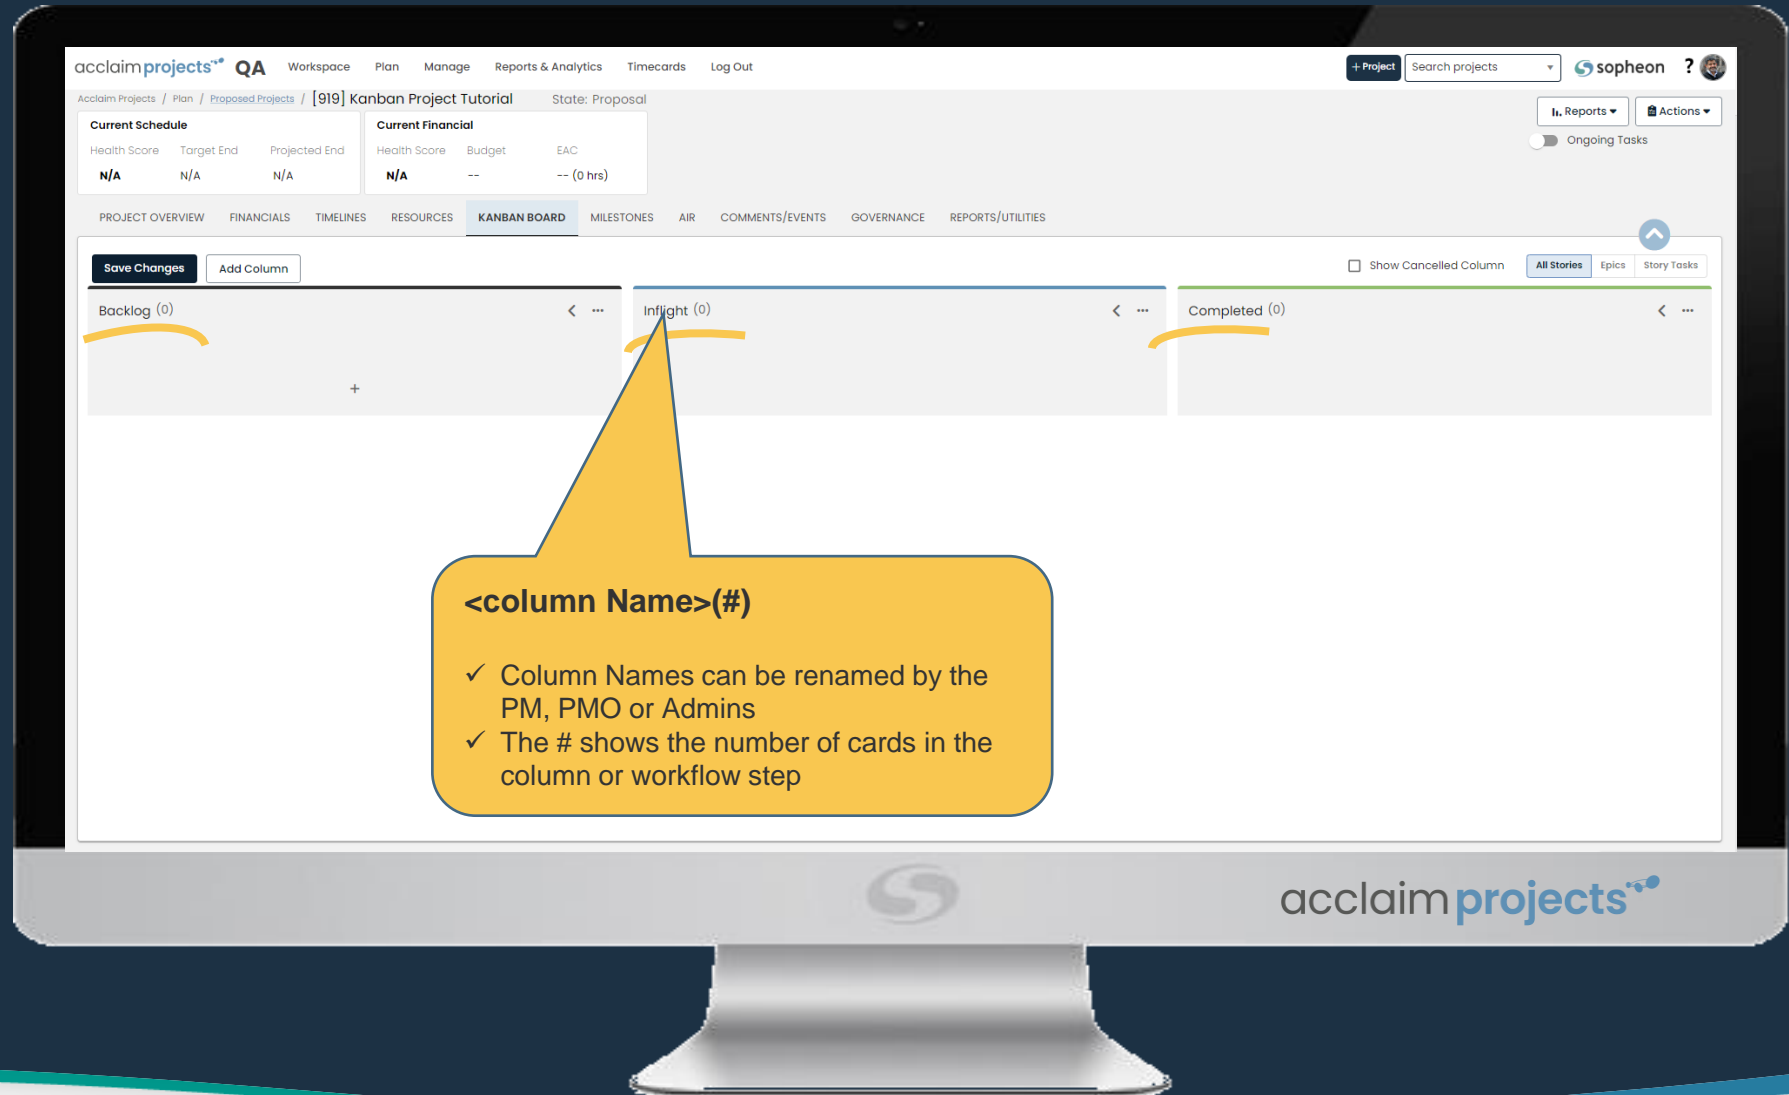 acclaimprojects QA Workspace Plan Manage Reports & Analytics Timecards Log Out + Project Search projects sopheon ?
Acclaim Projects / Plan / Proposed Projects / [919] Kanban Project Tutorial State: Proposal
Reports Actions
Current Schedule Current Financial
Ongoing Tasks
Health Score Target End Projected End Health Score Budget EAC
N/A N/A N/A N/A -- -- (0 hrs)
PROJECT OVERVIEW FINANCIALS TIMELINES RESOURCES KANBAN BOARD MILESTONES AIR COMMENTS/EVENTS GOVERNANCE REPORTS/UTILITIES
Save Changes Add Column Show Cancelled Column All Stories Epics Story Tasks
Backlog (0) Inflight (0) Completed (0)
+
<column Name>(#)
✓ Column Names can be renamed by the
PM, PMO or Admins
✓ The # shows the number of cards in the
column or workflow step
acclaimprojects